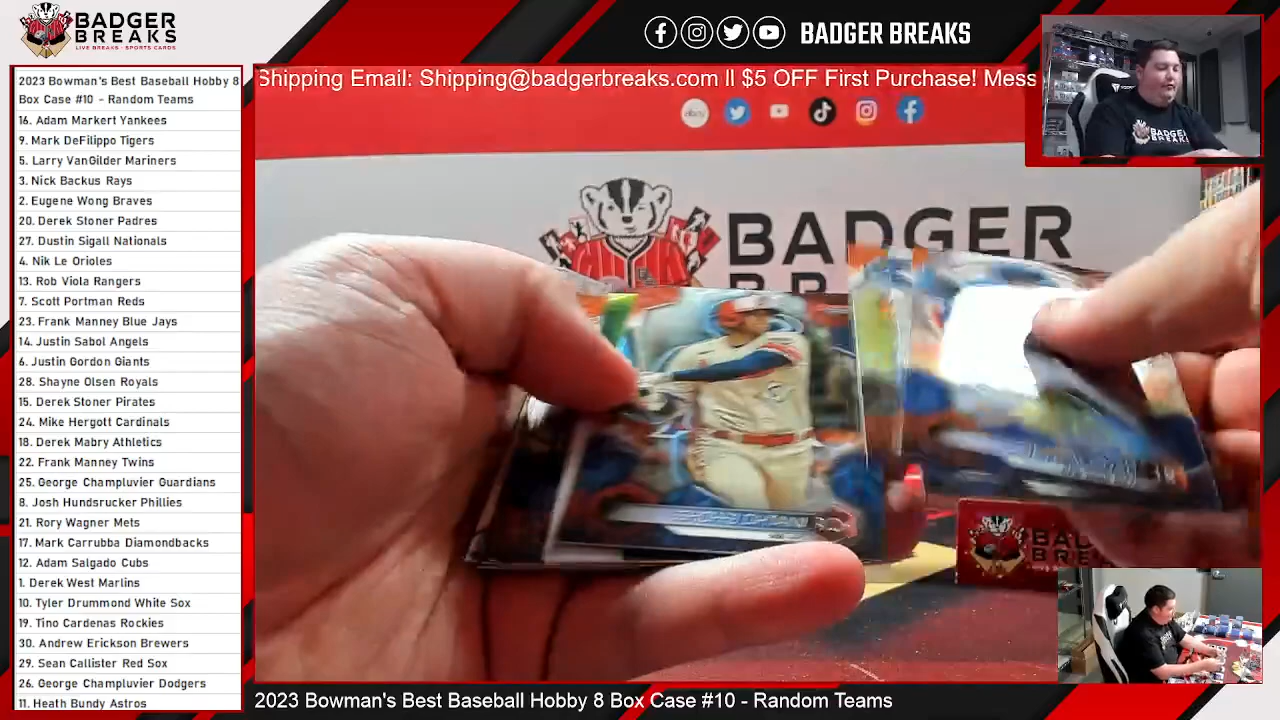 BADGER
BREAKS
LIVE BREAKS - SPORTS CARDS
BADGER BREAKS
2023 Bowman's Best Baseball Hobby 8
Box Case #10 - Random Teams
16. Adam Markert Yankees
9. Mark DeFilippo Tigers
5. Larry VanGilder Mariners
3. Nick Backus Rays
2. Eugene Wong Braves
20. Derek Stoner Padres
27. Dustin Sigall Nationals
4. Nik Le Orioles
13. Rob Viola Rangers
7. Scott Portman Reds
23. Frank Manney Blue Jays
14. Justin Sabol Angels
6. Justin Gordon Giants
28. Shayne Olsen Royals
15. Derek Stoner Pirates
24. Mike Hergott Cardinals
18. Derek Mabry Athletics
22. Frank Manney Twins
25. George Champluvier Guardians
8. Josh Hundsrucker Phillies
21. Rory Wagner Mets
17. Mark Carrubba Diamondbacks
12. Adam Salgado Cubs
1. Derek West Marlins
10. Tyler Drummond White Sox
19. Tino Cardenas Rockies
30. Andrew Erickson Brewers
29. Sean Callister Red Sox
26. George Champluvier Dodgers
11. Heath Bundy Astros
Shipping Email: Shipping@badgerbreaks.com ll $5 OFF First Purchase! Mess
ebay
BADGER
BADGER
BREAKS
2023 Bowman's Best Baseball Hobby 8 Box Case #10 - Random Teams